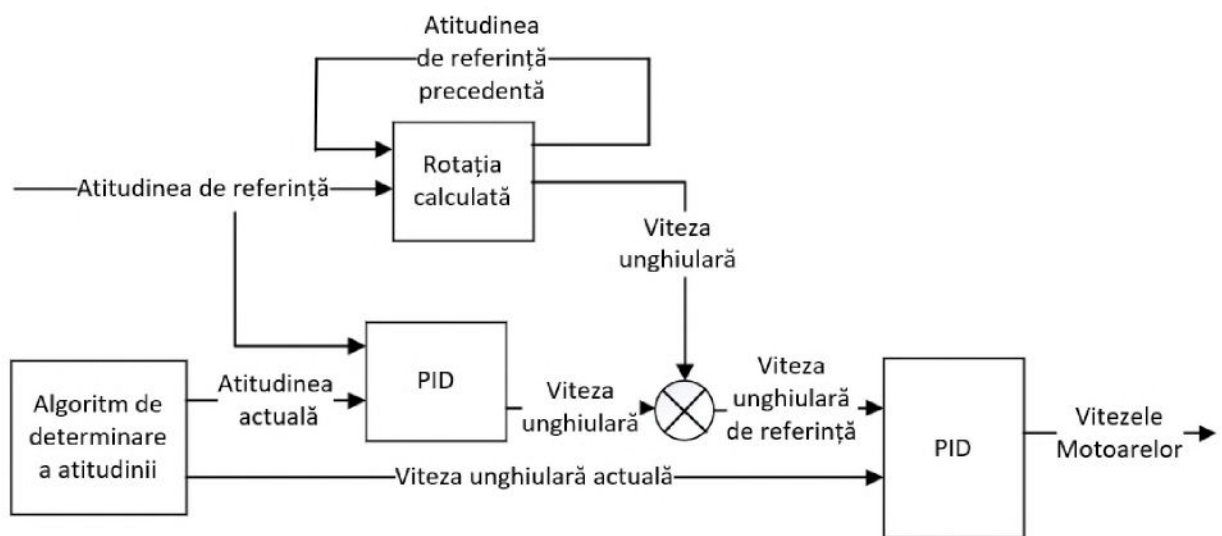 Atitudinea
de referință
precedentă
Rotația
calculată
Atitudinea de referință
Viteza
unghiulară
Algoritm de
determinare
a atitudinii
Atitudinea
actuală
PID
Viteza
unghiulară
Viteza
unghiulară
de referință
PID
Vitezele
Motoarelor
Viteza unghiulară actuală